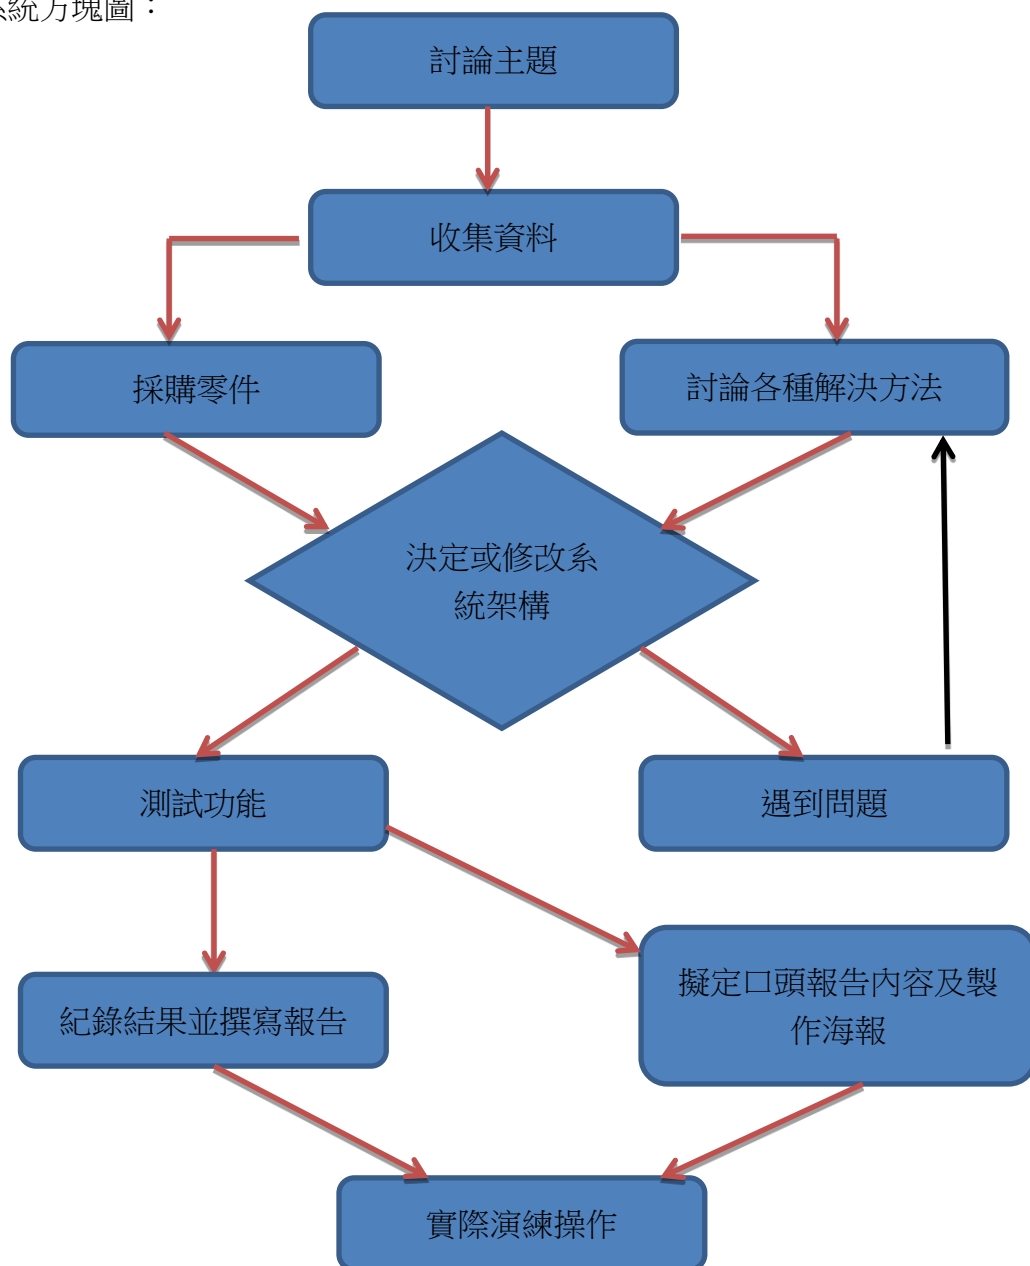 系統方塊圖：
討論主題
收集資料
採購零件
討論各種解決方法
決定或修改系
統架構
測試功能
遇到問題
紀錄結果並撰寫報告
擬定口頭報告內容及製
作海報
實際演練操作